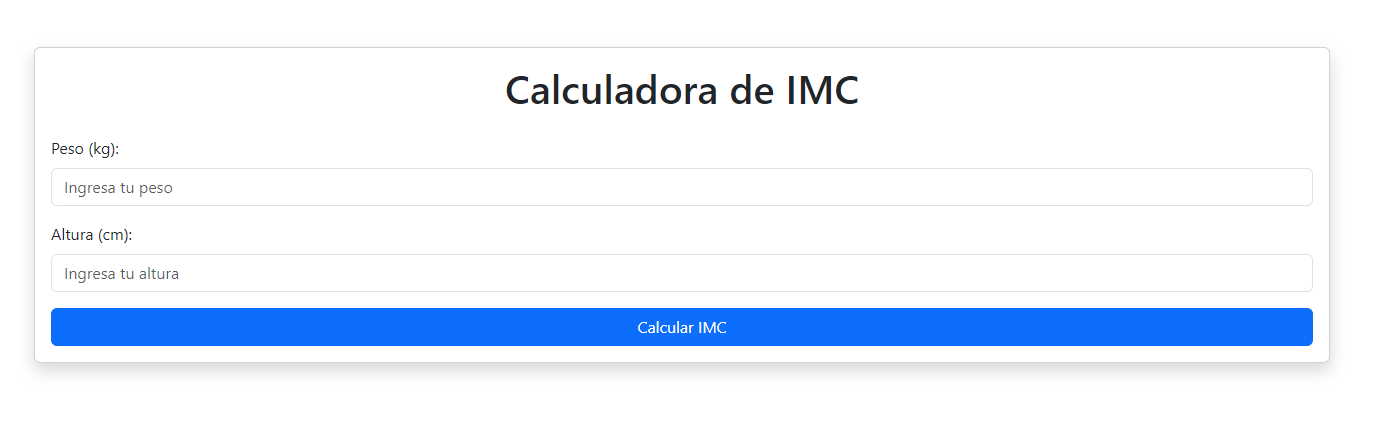 Calculadora de IMC
Peso (kg):
Ingresa tu peso
Altura (cm):
Ingresa tu altura
Calcular IMC